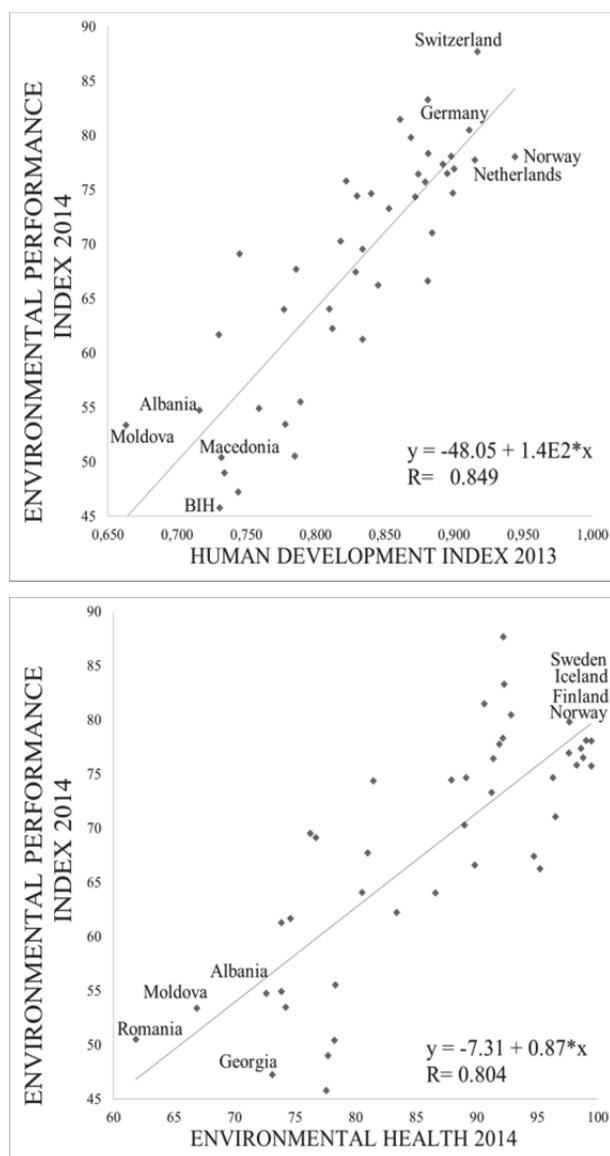 ENVIRONMENTAL PERFORMANCE
INDEX 2014
90
85
80
75
70
65
60
55
50
45
Switzerland
Germany
Norway
Netherlands
Albania
Moldova
Macedonia
BIH
y = -48.05 + 1.4E2*x
R= 0.849
0,650 0,700 0,750 0,800 0,850 0,900 0,950 1,000
HUMAN DEVELOPMENT INDEX 2013
ENVIRONMENTAL PERFORMANCE
INDEX 2014
90
85
80
75
70
65
60
55
50
45
Sweden
Iceland
Finland
Norway
Albania
Moldova
Romania
Georgia
y = -7.31 + 0.87*x
R= 0.804
60 65 70 75 80 85 90 95 100
ENVIRONMENTAL HEALTH 2014